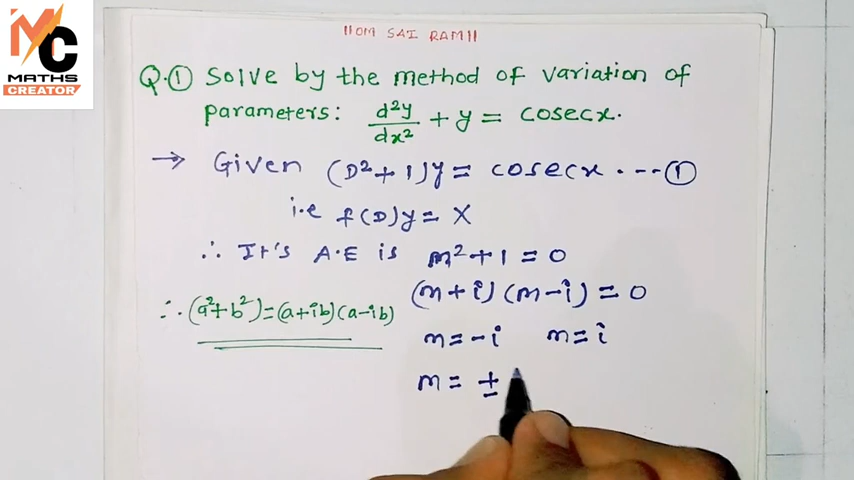 MC
MATHS
CREATOR
॥OM SAI RAM॥
Q.① Solve by the method of variation of
parameters: d²y/dx² + y = cosecx.
→ Given (D²+1)y = cosecx ---- ①
i.e f(D)y = X
∴ It's A.E is m²+1 = 0
(m+i)(m-i) = 0
∴ (a²+b²)=(a+ib)(a-ib)
m = -i m = i
m = ±